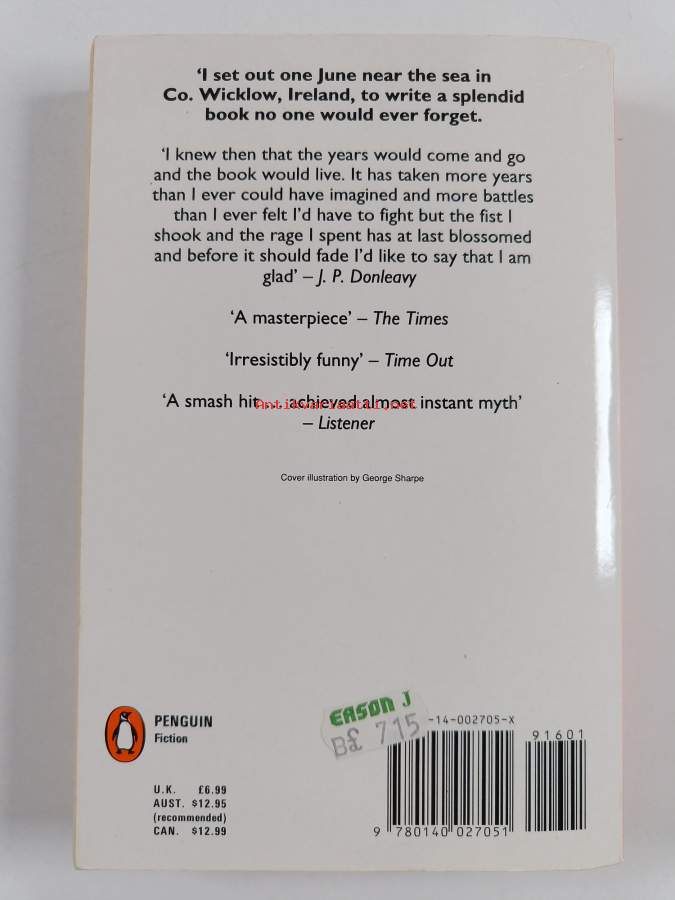 ‘I set out one June near the sea in
Co. Wicklow, Ireland, to write a splendid
book no one would ever forget.
‘I knew then that the years would come and go
and the book would live. It has taken more years
than I ever could have imagined and more battles
than I ever felt I’d have to fight but the fist I
shook and the rage I spent has at last blossomed
and before it should fade I’d like to say that I am
glad’ – J. P. Donleavy
‘A masterpiece’ – The Times
‘Irresistibly funny’ – Time Out
‘A smash hit ... achieved almost instant myth’
– Listener
Antikvariaatti.net
Cover illustration by George Sharpe
PENGUIN
Fiction
EASON J
B£ 7.15
-14-002705-X
91601
U.K. £6.99
AUST. $12.95
(recommended)
CAN. $12.99
9 780140 027051